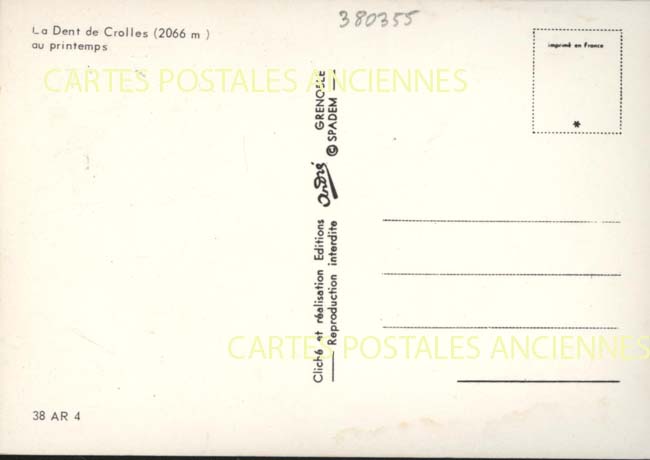 380355
La Dent de Crolles (2066 m )
au printemps
imprimé en France
*
CARTES POSTALES ANCIENNES
Cliché et réalisation Editions André GRENOBLE
Reproduction interdite © SPADEM
CARTES POSTALES ANCIENNES
38 AR 4